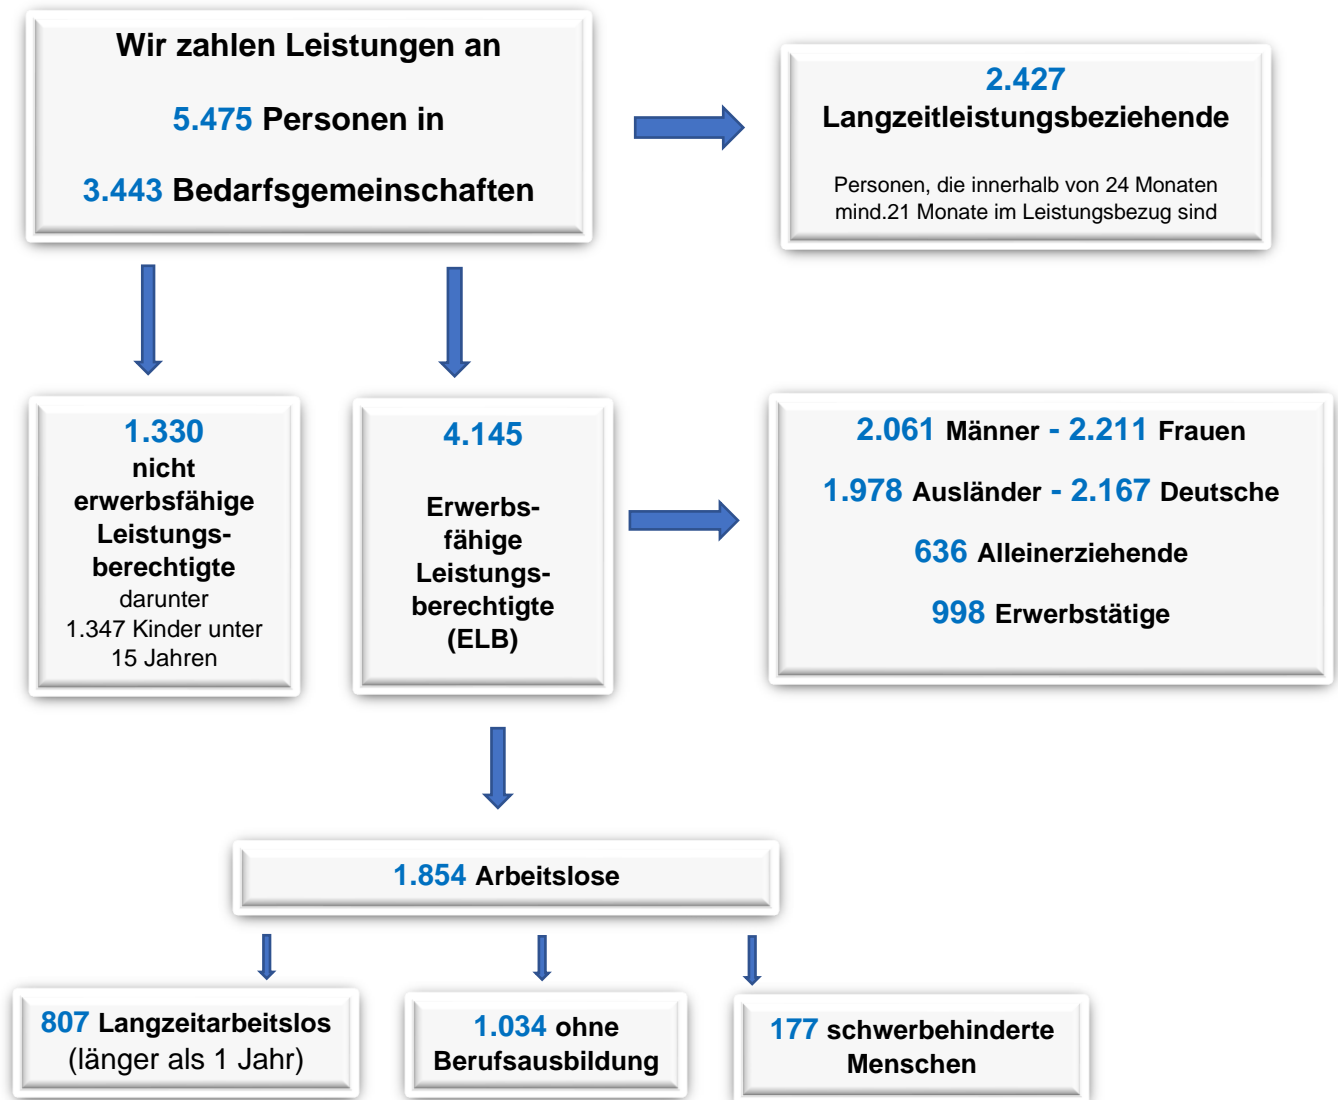 Wir zahlen Leistungen an
5.475 Personen in
3.443 Bedarfsgemeinschaften
2.427
Langzeitleistungsbeziehende
Personen, die innerhalb von 24 Monaten
mind.21 Monate im Leistungsbezug sind
1.330
nicht
erwerbsfähige
Leistungs-
berechtigte
darunter
1.347 Kinder unter
15 Jahren
4.145
Erwerbs-
fähige
Leistungs-
berechtigte
(ELB)
2.061 Männer - 2.211 Frauen
1.978 Ausländer - 2.167 Deutsche
636 Alleinerziehende
998 Erwerbstätige
1.854 Arbeitslose
807 Langzeitarbeitslos
(länger als 1 Jahr)
1.034 ohne
Berufsausbildung
177 schwerbehinderte
Menschen